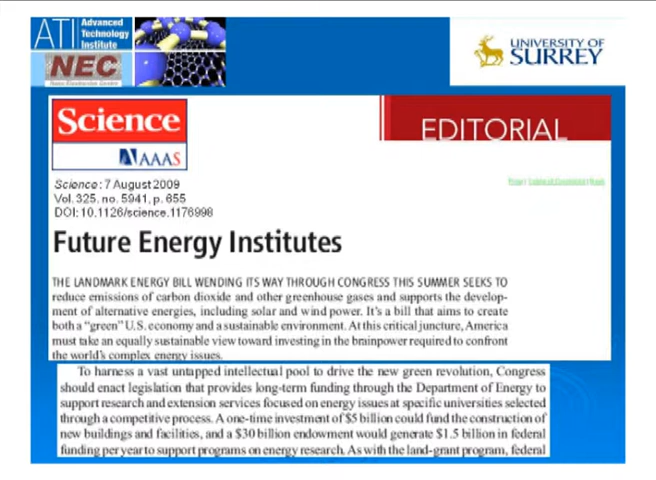 ATI Advanced
Technology
Institute
NEC
UNIVERSITY OF
SURREY
Science
AAAS
EDITORIAL
Science: 7 August 2009
Vol. 325. no. 5941, p. 655
DOI: 10.1126/science.1176998
Future Energy Institutes
THE LANDMARK ENERGY BILL WENDING ITS WAY THROUGH CONGRESS THIS SUMMER SEEKS TO
reduce emissions of carbon dioxide and other greenhouse gases and supports the develop-
ment of alternative energies, including solar and wind power. It's a bill that aims to create
both a “green” U.S. economy and a sustainable environment. At this critical juncture, America
must take an equally sustainable view toward investing in the brainpower required to confront
the world's complex energy issues.
To harness a vast untapped intellectual pool to drive the new green revolution, Congress
should enact legislation that provides long-term funding through the Department of Energy to
support research and extension services focused on energy issues at specific universities selected
through a competitive process. A one-time investment of $5 billion could fund the construction of
new buildings and facilities, and a $30 billion endowment would generate $1.5 billion in federal
funding per year to support programs on energy research. As with the land-grant program, federal